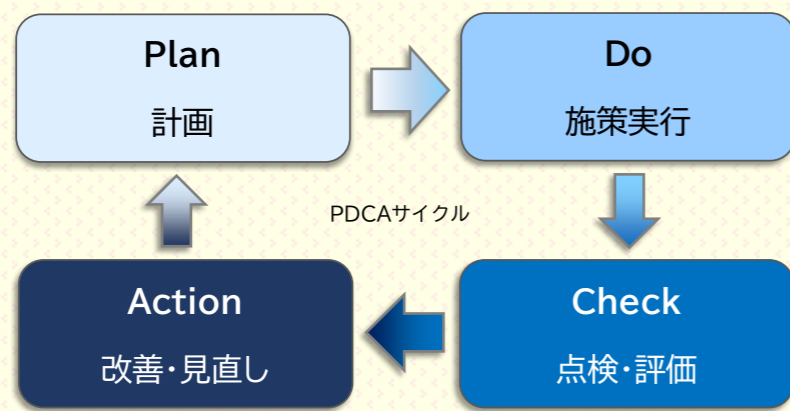 Plan
計画
Do
施策実行
PDCAサイクル
Action
改善・見直し
Check
点検・評価